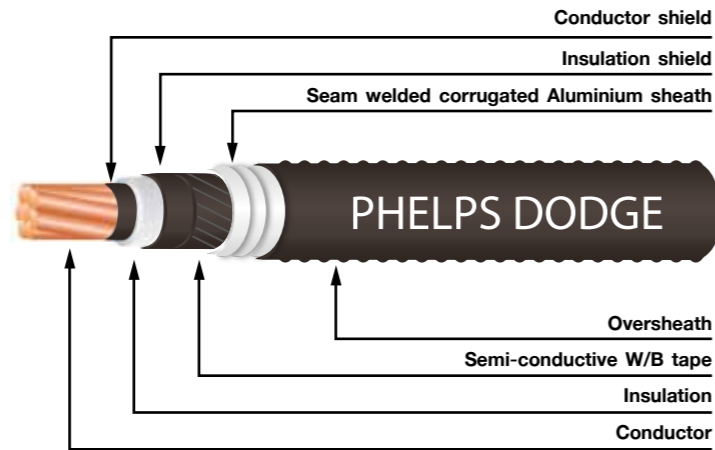 Conductor shield
Insulation shield
Seam welded corrugated Aluminium sheath
PHELPS DODGE
Oversheath
Semi-conductive W/B tape
Insulation
Conductor